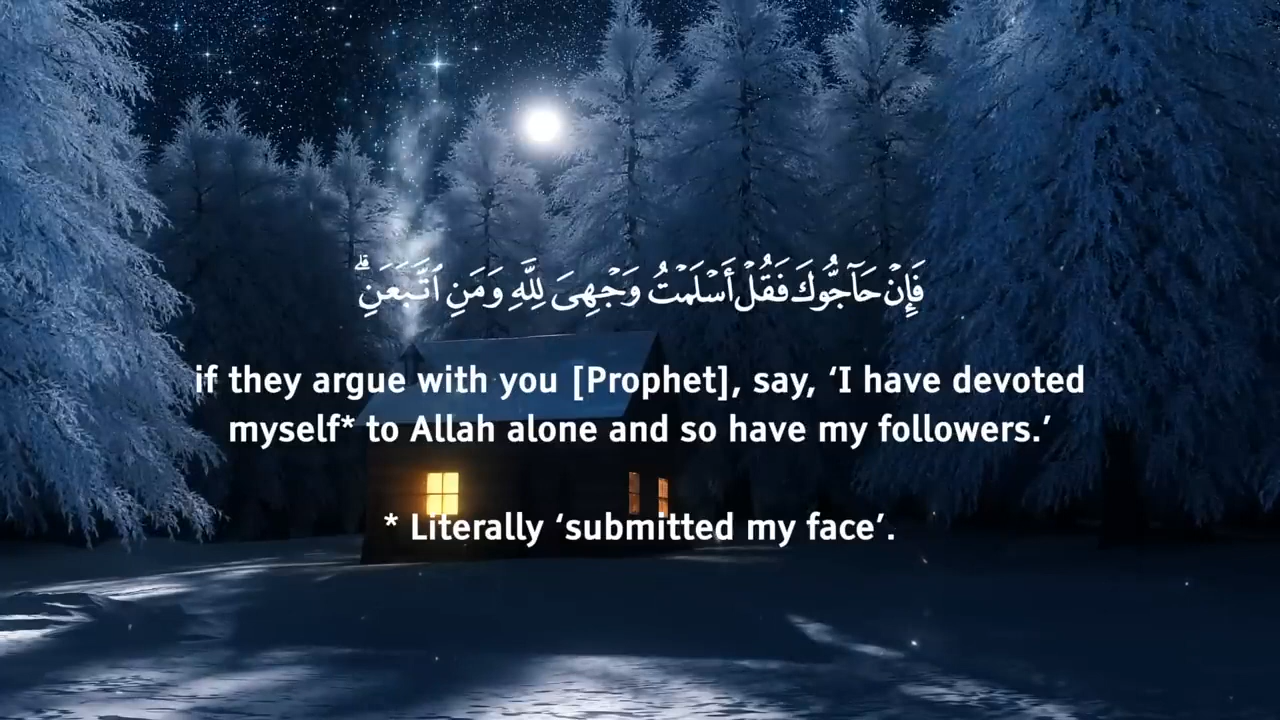 فَإِنْ حَآجُّوكَ فَقُلْ أَسْلَمْتُ وَجْهِىَ لِلَّهِ وَمَنِ ٱتَّبَعَنِ ۗ
if they argue with you [Prophet], say, ‘I have devoted
myself* to Allah alone and so have my followers.’
* Literally ‘submitted my face’.